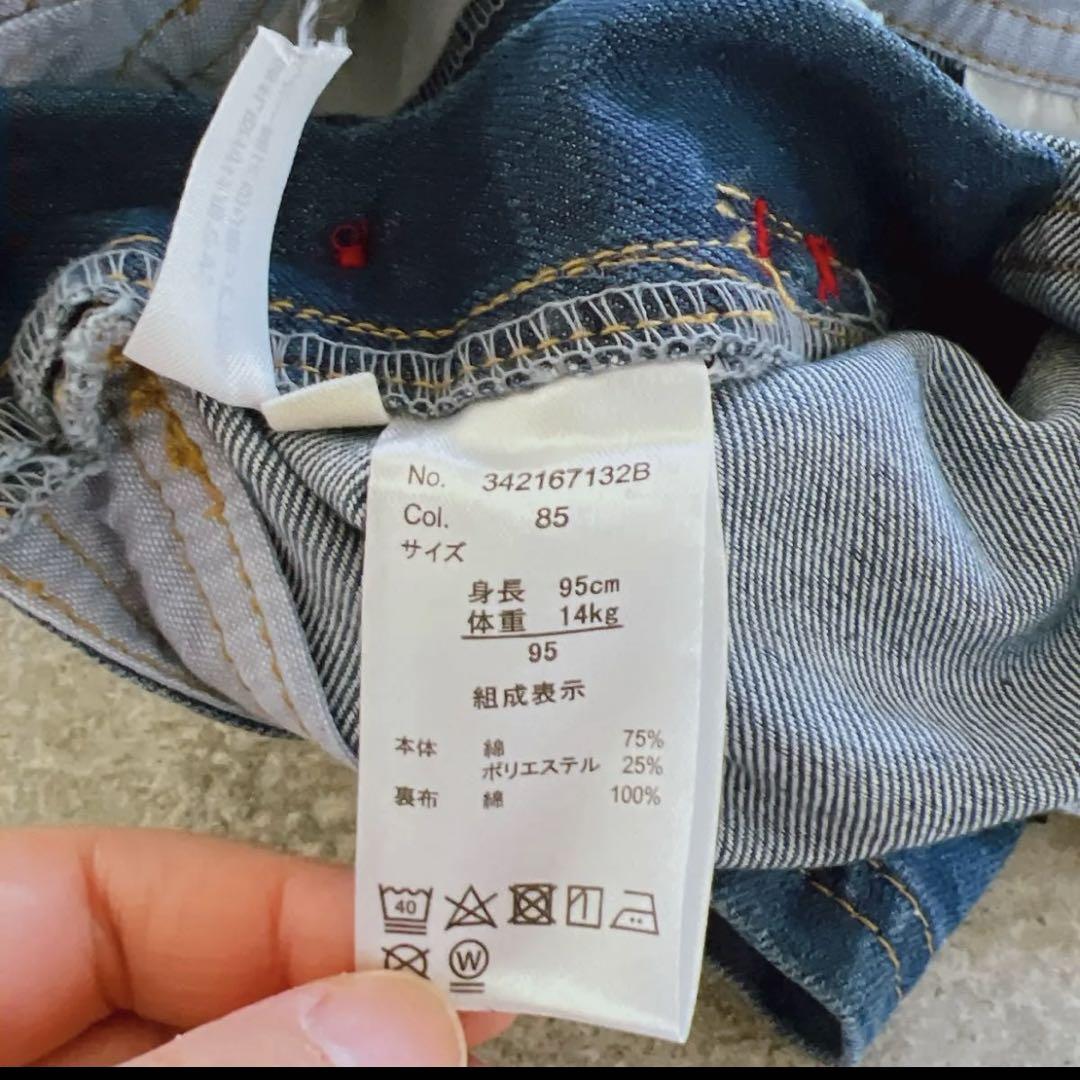 No. 342167132B
Col. 85
サイズ
身長 95cm
体重 14kg
95
組成表示
本体 綿 75%
ポリエステル 25%
裏布 綿 100%
40
W